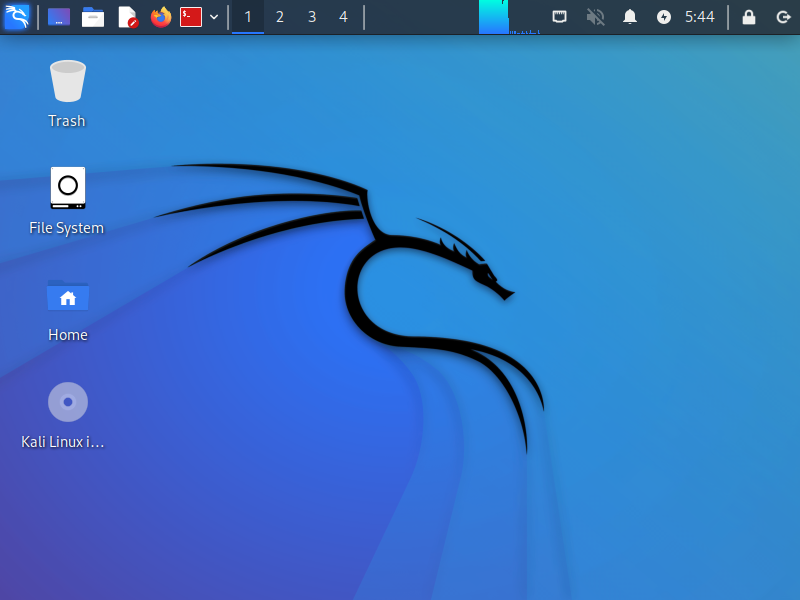 1 2 3 4 5:44
Trash
File System
Home
Kali Linux i...